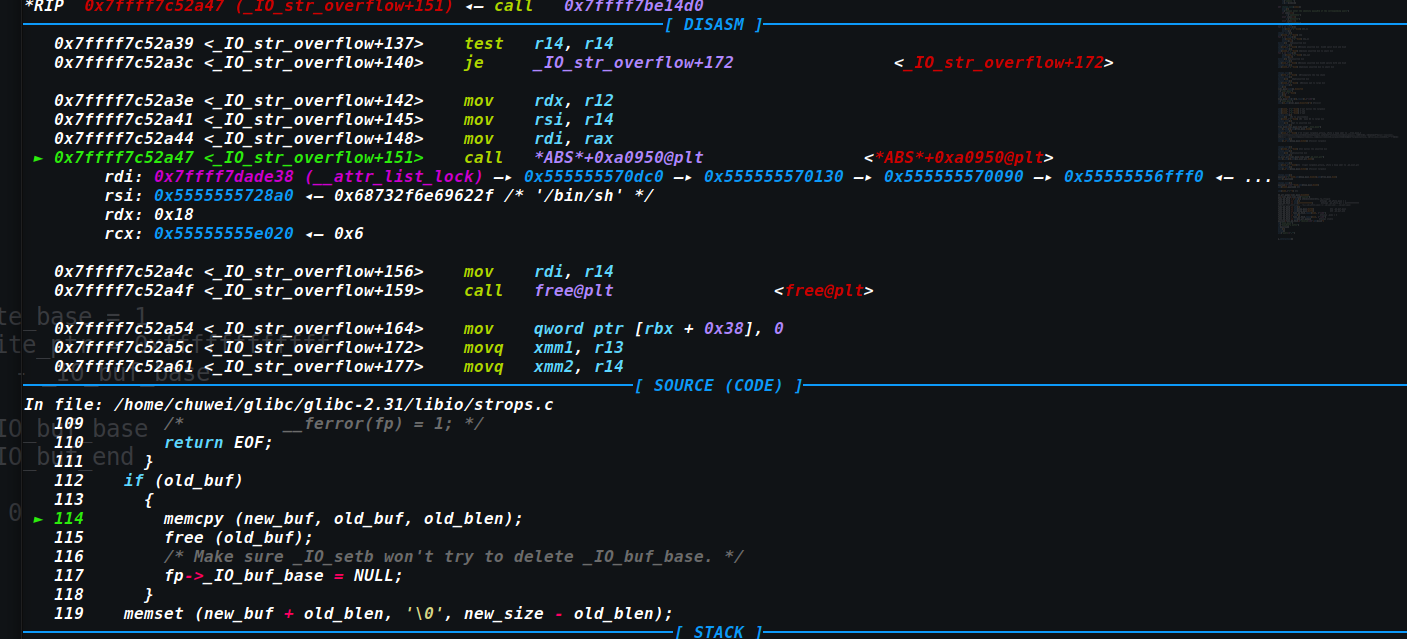 *RIP  0x7ffff7c52a47 (_IO_str_overflow+151) ◂— call   0x7ffff7be14d0
[ DISASM ]
0x7ffff7c52a39 <_IO_str_overflow+137>    test   r14, r14
0x7ffff7c52a3c <_IO_str_overflow+140>    je     _IO_str_overflow+172                <_IO_str_overflow+172>
0x7ffff7c52a3e <_IO_str_overflow+142>    mov    rdx, r12
0x7ffff7c52a41 <_IO_str_overflow+145>    mov    rsi, r14
0x7ffff7c52a44 <_IO_str_overflow+148>    mov    rdi, rax
► 0x7ffff7c52a47 <_IO_str_overflow+151>    call   *ABS*+0xa0950@plt                <*ABS*+0xa0950@plt>
rdi: 0x7ffff7dade38 (__attr_list_lock) —▸ 0x555555570dc0 —▸ 0x555555570130 —▸ 0x555555570090 —▸ 0x55555556fff0 ◂— ...
rsi: 0x5555555728a0 ◂— 0x68732f6e69622f /* '/bin/sh' */
rdx: 0x18
rcx: 0x55555555e020 ◂— 0x6
0x7ffff7c52a4c <_IO_str_overflow+156>    mov    rdi, r14
0x7ffff7c52a4f <_IO_str_overflow+159>    call   free@plt                <free@plt>
0x7ffff7c52a54 <_IO_str_overflow+164>    mov    qword ptr [rbx + 0x38], 0
0x7ffff7c52a5c <_IO_str_overflow+172>    movq   xmm1, r13
0x7ffff7c52a61 <_IO_str_overflow+177>    movq   xmm2, r14
[ SOURCE (CODE) ]
In file: /home/chuwei/glibc/glibc-2.31/libio/strops.c
109        /*          __ferror(fp) = 1; */
110        return EOF;
111      }
112    if (old_buf)
113      {
► 114        memcpy (new_buf, old_buf, old_blen);
115        free (old_buf);
116        /* Make sure _IO_setb won't try to delete _IO_buf_base. */
117        fp->_IO_buf_base = NULL;
118      }
119    memset (new_buf + old_blen, '\0', new_size - old_blen);
[ STACK ]